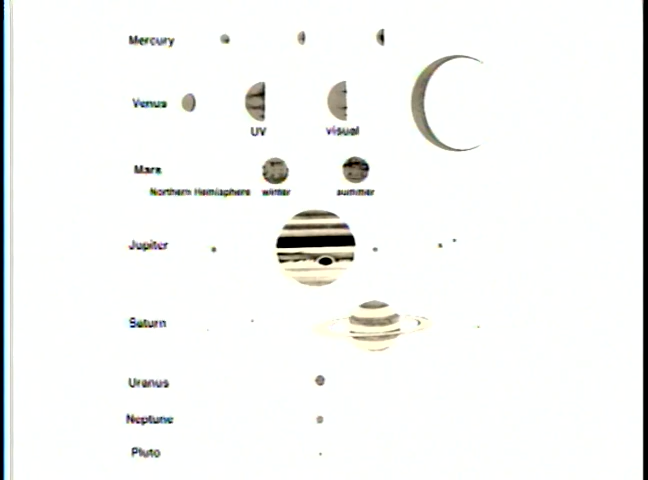 Mercury
Venus
UV visual
Mars
Northern Hemisphere winter summer
Jupiter
Saturn
Uranus
Neptune
Pluto